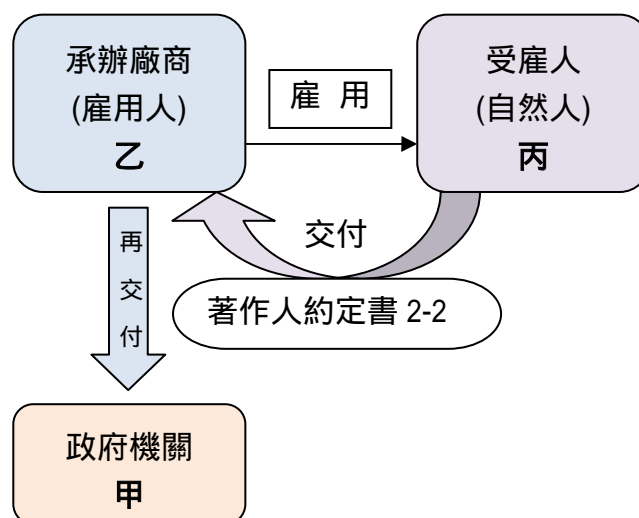 承辦廠商
(雇用人)
乙
雇 用
受雇人
(自然人)
丙
交付
著作人約定書 2-2
再
交
付
政府機關
甲